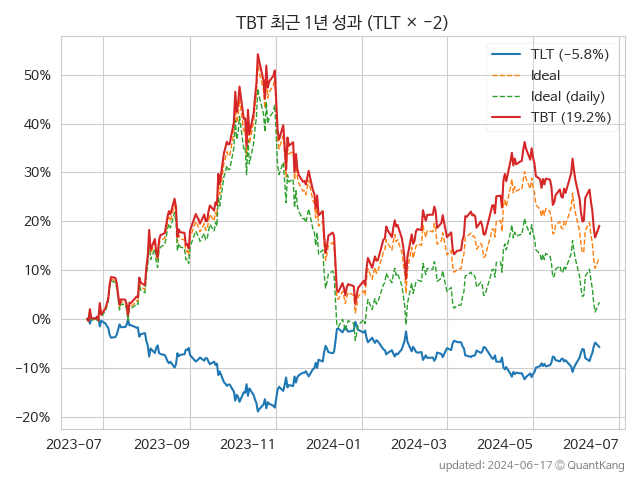 TBT 최근 1년 성과 (TLT × −2)
TLT (−5.8%)
Ideal
Ideal (daily)
TBT (19.2%)
50%
40%
30%
20%
10%
0%
−10%
−20%
2023-07 2023-09 2023-11 2024-01 2024-03 2024-05 2024-07
updated: 2024-06-17 © QuantKang